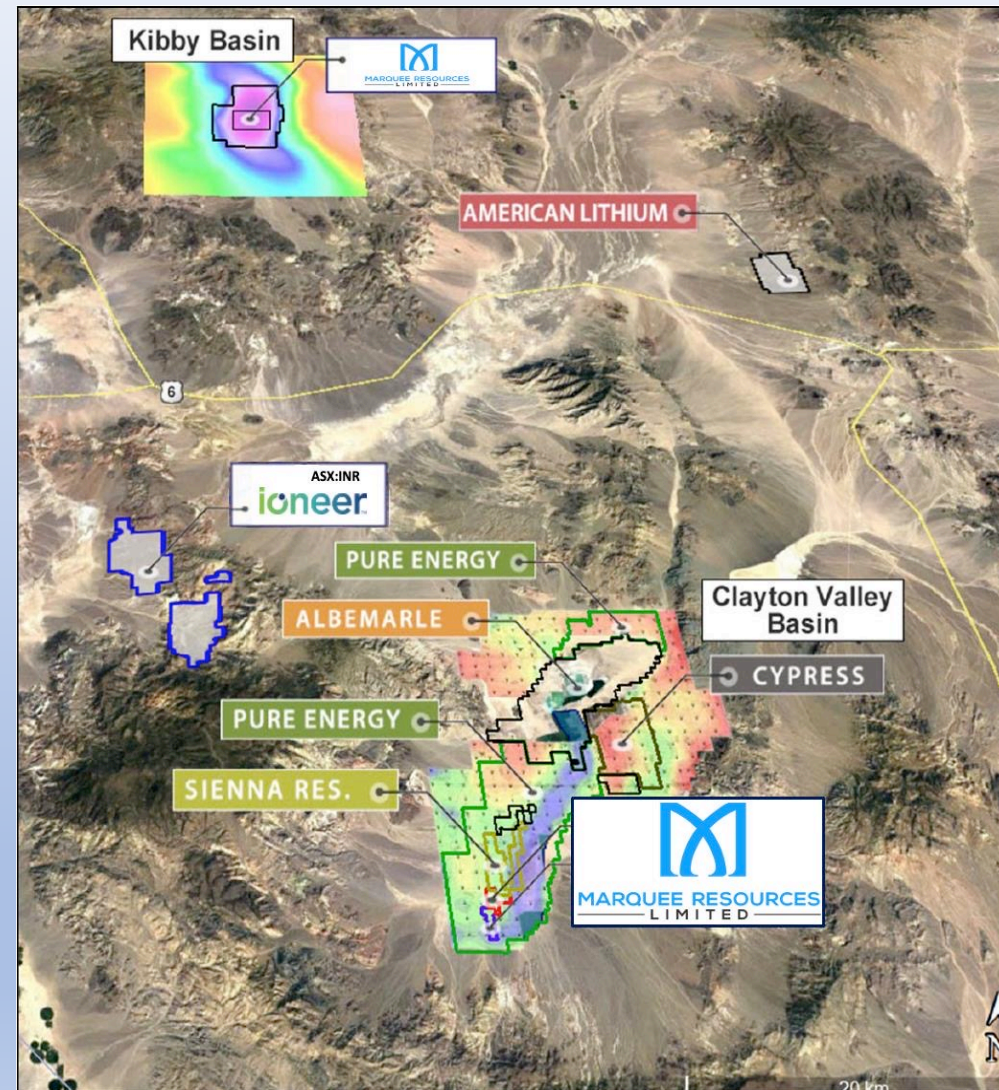 Kibby Basin
MARQUEE RESOURCES
LIMITED
AMERICAN LITHIUM
6
ASX:INR
ioneer
PURE ENERGY
ALBEMARLE
Clayton Valley
Basin
CYPRESS
PURE ENERGY
SIENNA RES.
MARQUEE RESOURCES
LIMITED
N
20 km